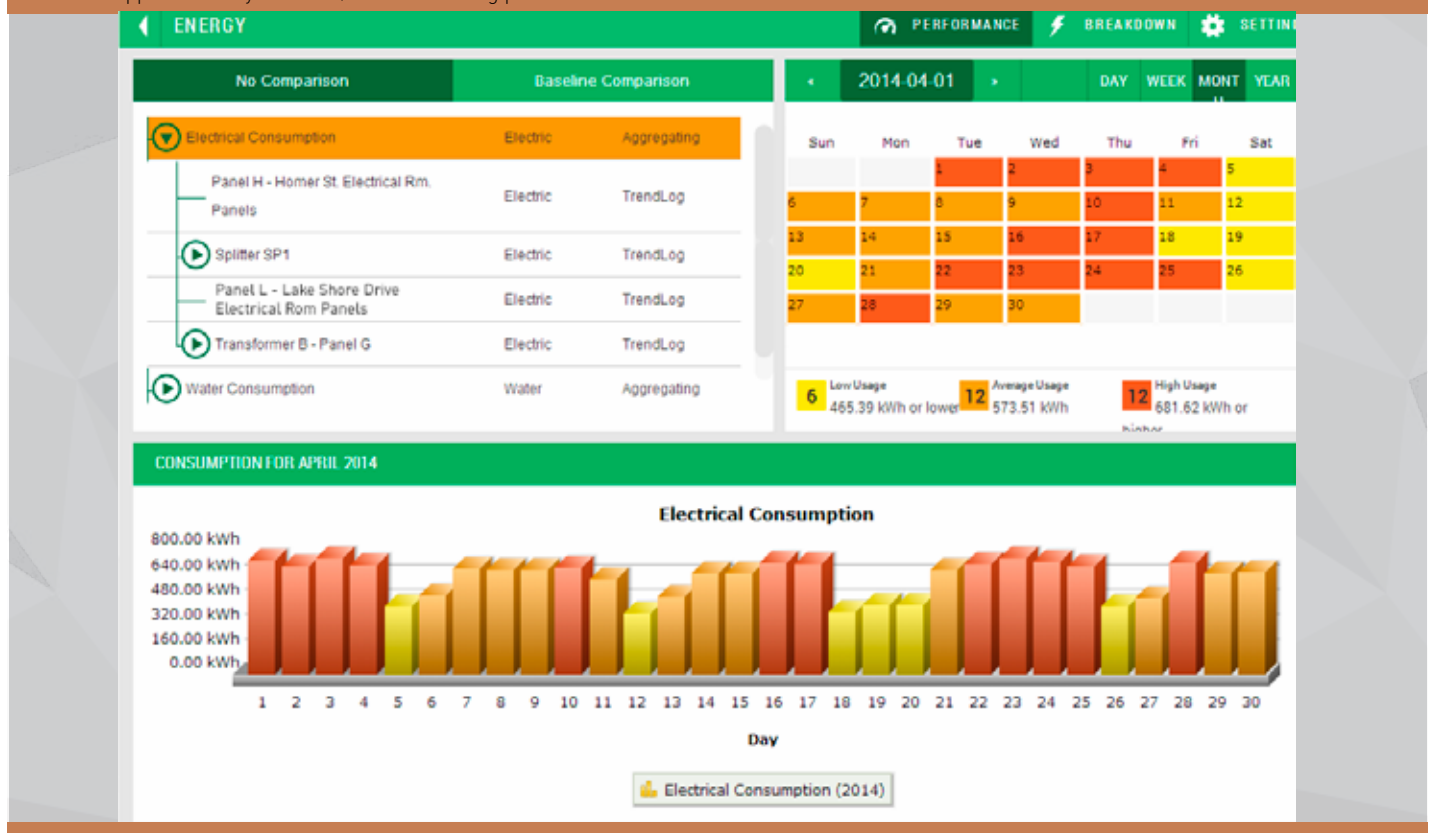 ENERGY
PERFORMANCE
BREAKDOWN
SETTIN
No Comparison
Baseline Comparison
2014-04-01
DAY
WEEK
MONT
YEAR
Electrical Consumption Electric Aggregating
Panel H - Homer St. Electrical Rm.
Panels
Electric TrendLog
Splitter SP1 Electric TrendLog
Panel L - Lake Shore Drive
Electrical Rom Panels
Electric TrendLog
Transformer B - Panel G Electric TrendLog
Water Consumption Water Aggregating
Sun Mon Tue Wed Thu Fri Sat
1 2 3 4 5
6 7 8 9 10 11 12
13 14 15 16 17 18 19
20 21 22 23 24 25 26
27 28 29 30
6 Low Usage
465.39 kWh or lower
12 Average Usage
573.51 kWh
12 High Usage
681.62 kWh or
higher
CONSUMPTION FOR APRIL 2014
Electrical Consumption
800.00 kWh
640.00 kWh
480.00 kWh
320.00 kWh
160.00 kWh
0.00 kWh
1 2 3 4 5 6 7 8 9 10 11 12 13 14 15 16 17 18 19 20 21 22 23 24 25 26 27 28 29 30
Day
Electrical Consumption (2014)